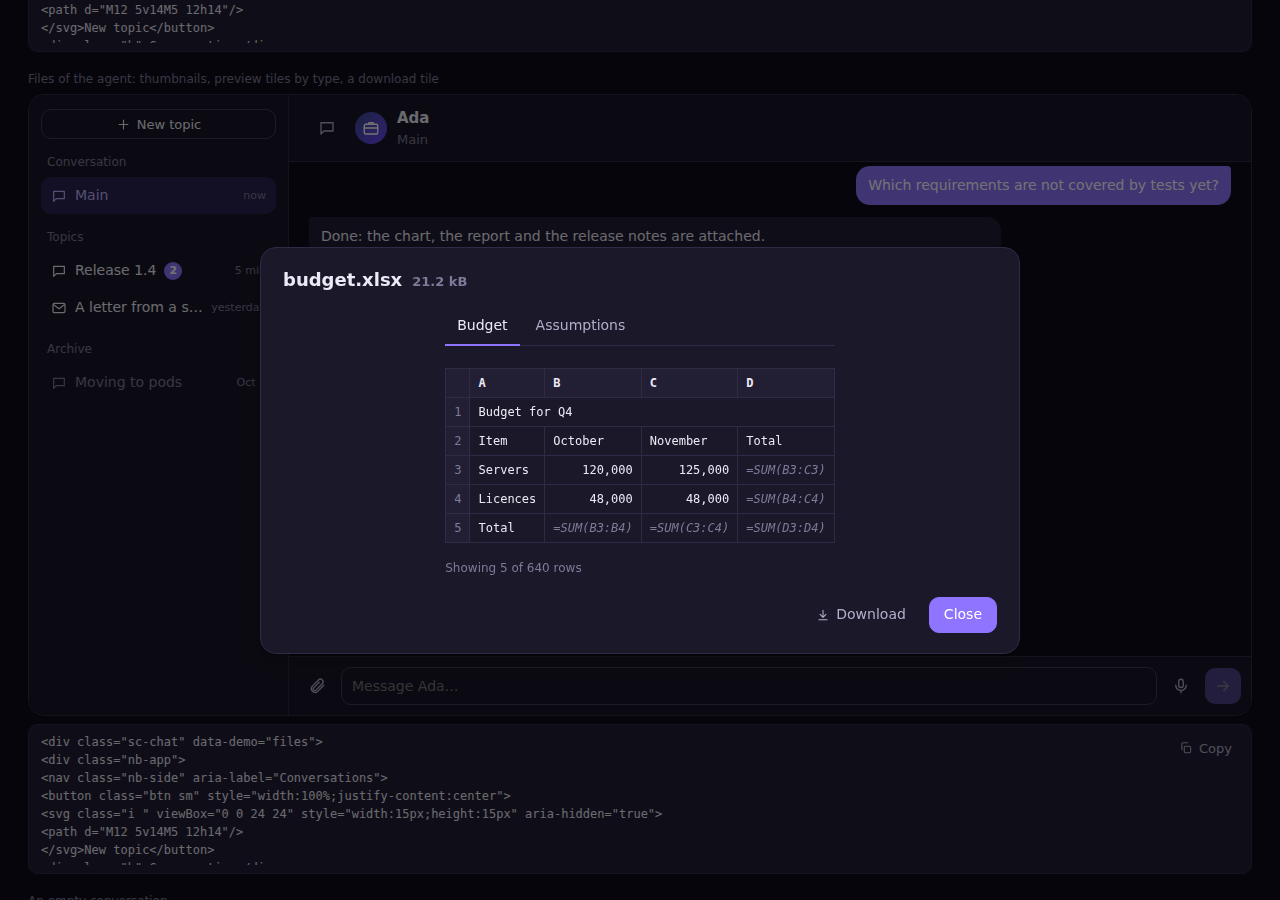 <path d="M12 5v14M5 12h14"/>
</svg>New topic</button>
Files of the agent: thumbnails, preview tiles by type, a download tile
New topic
Conversation
Main now
Topics
Release 1.4 2 5 mi
A letter from a s… yesterda
Archive
Moving to pods Oct
Ada
Main
Which requirements are not covered by tests yet?
Done: the chart, the report and the release notes are attached.
budget.xlsx 21.2 kB
Budget Assumptions
A B C D
1 Budget for Q4
2 Item October November Total
3 Servers 120,000 125,000 =SUM(B3:C3)
4 Licences 48,000 48,000 =SUM(B4:C4)
5 Total =SUM(B3:B4) =SUM(C3:C4) =SUM(D3:D4)
Showing 5 of 640 rows
Download Close
Message Ada…
Copy
<div class="sc-chat" data-demo="files">
<div class="nb-app">
<nav class="nb-side" aria-label="Conversations">
<button class="btn sm" style="width:100%;justify-content:center">
<svg class="i " viewBox="0 0 24 24" style="width:15px;height:15px" aria-hidden="true">
<path d="M12 5v14M5 12h14"/>
</svg>New topic</button>
An empty conversation